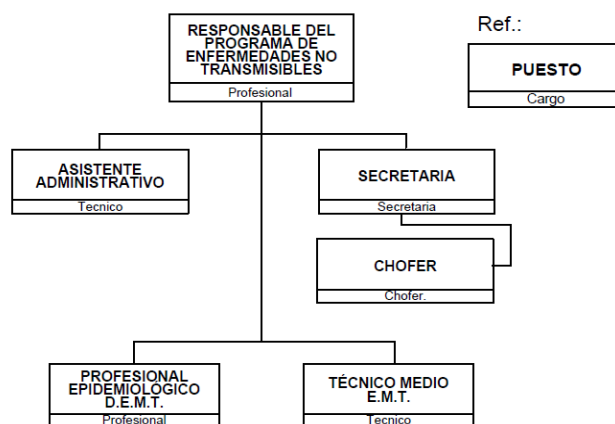 RESPONSABLE DEL
PROGRAMA DE
ENFERMEDADES NO
TRANSMISIBLES
Profesional
Ref.:
PUESTO
Cargo
ASISTENTE
ADMINISTRATIVO
Tecnico
SECRETARIA
Secretaria
CHOFER
Chofer.
PROFESIONAL
EPIDEMIOLÓGICO
D.E.M.T.
Profesional
TÉCNICO MEDIO
E.M.T.
Tecnico